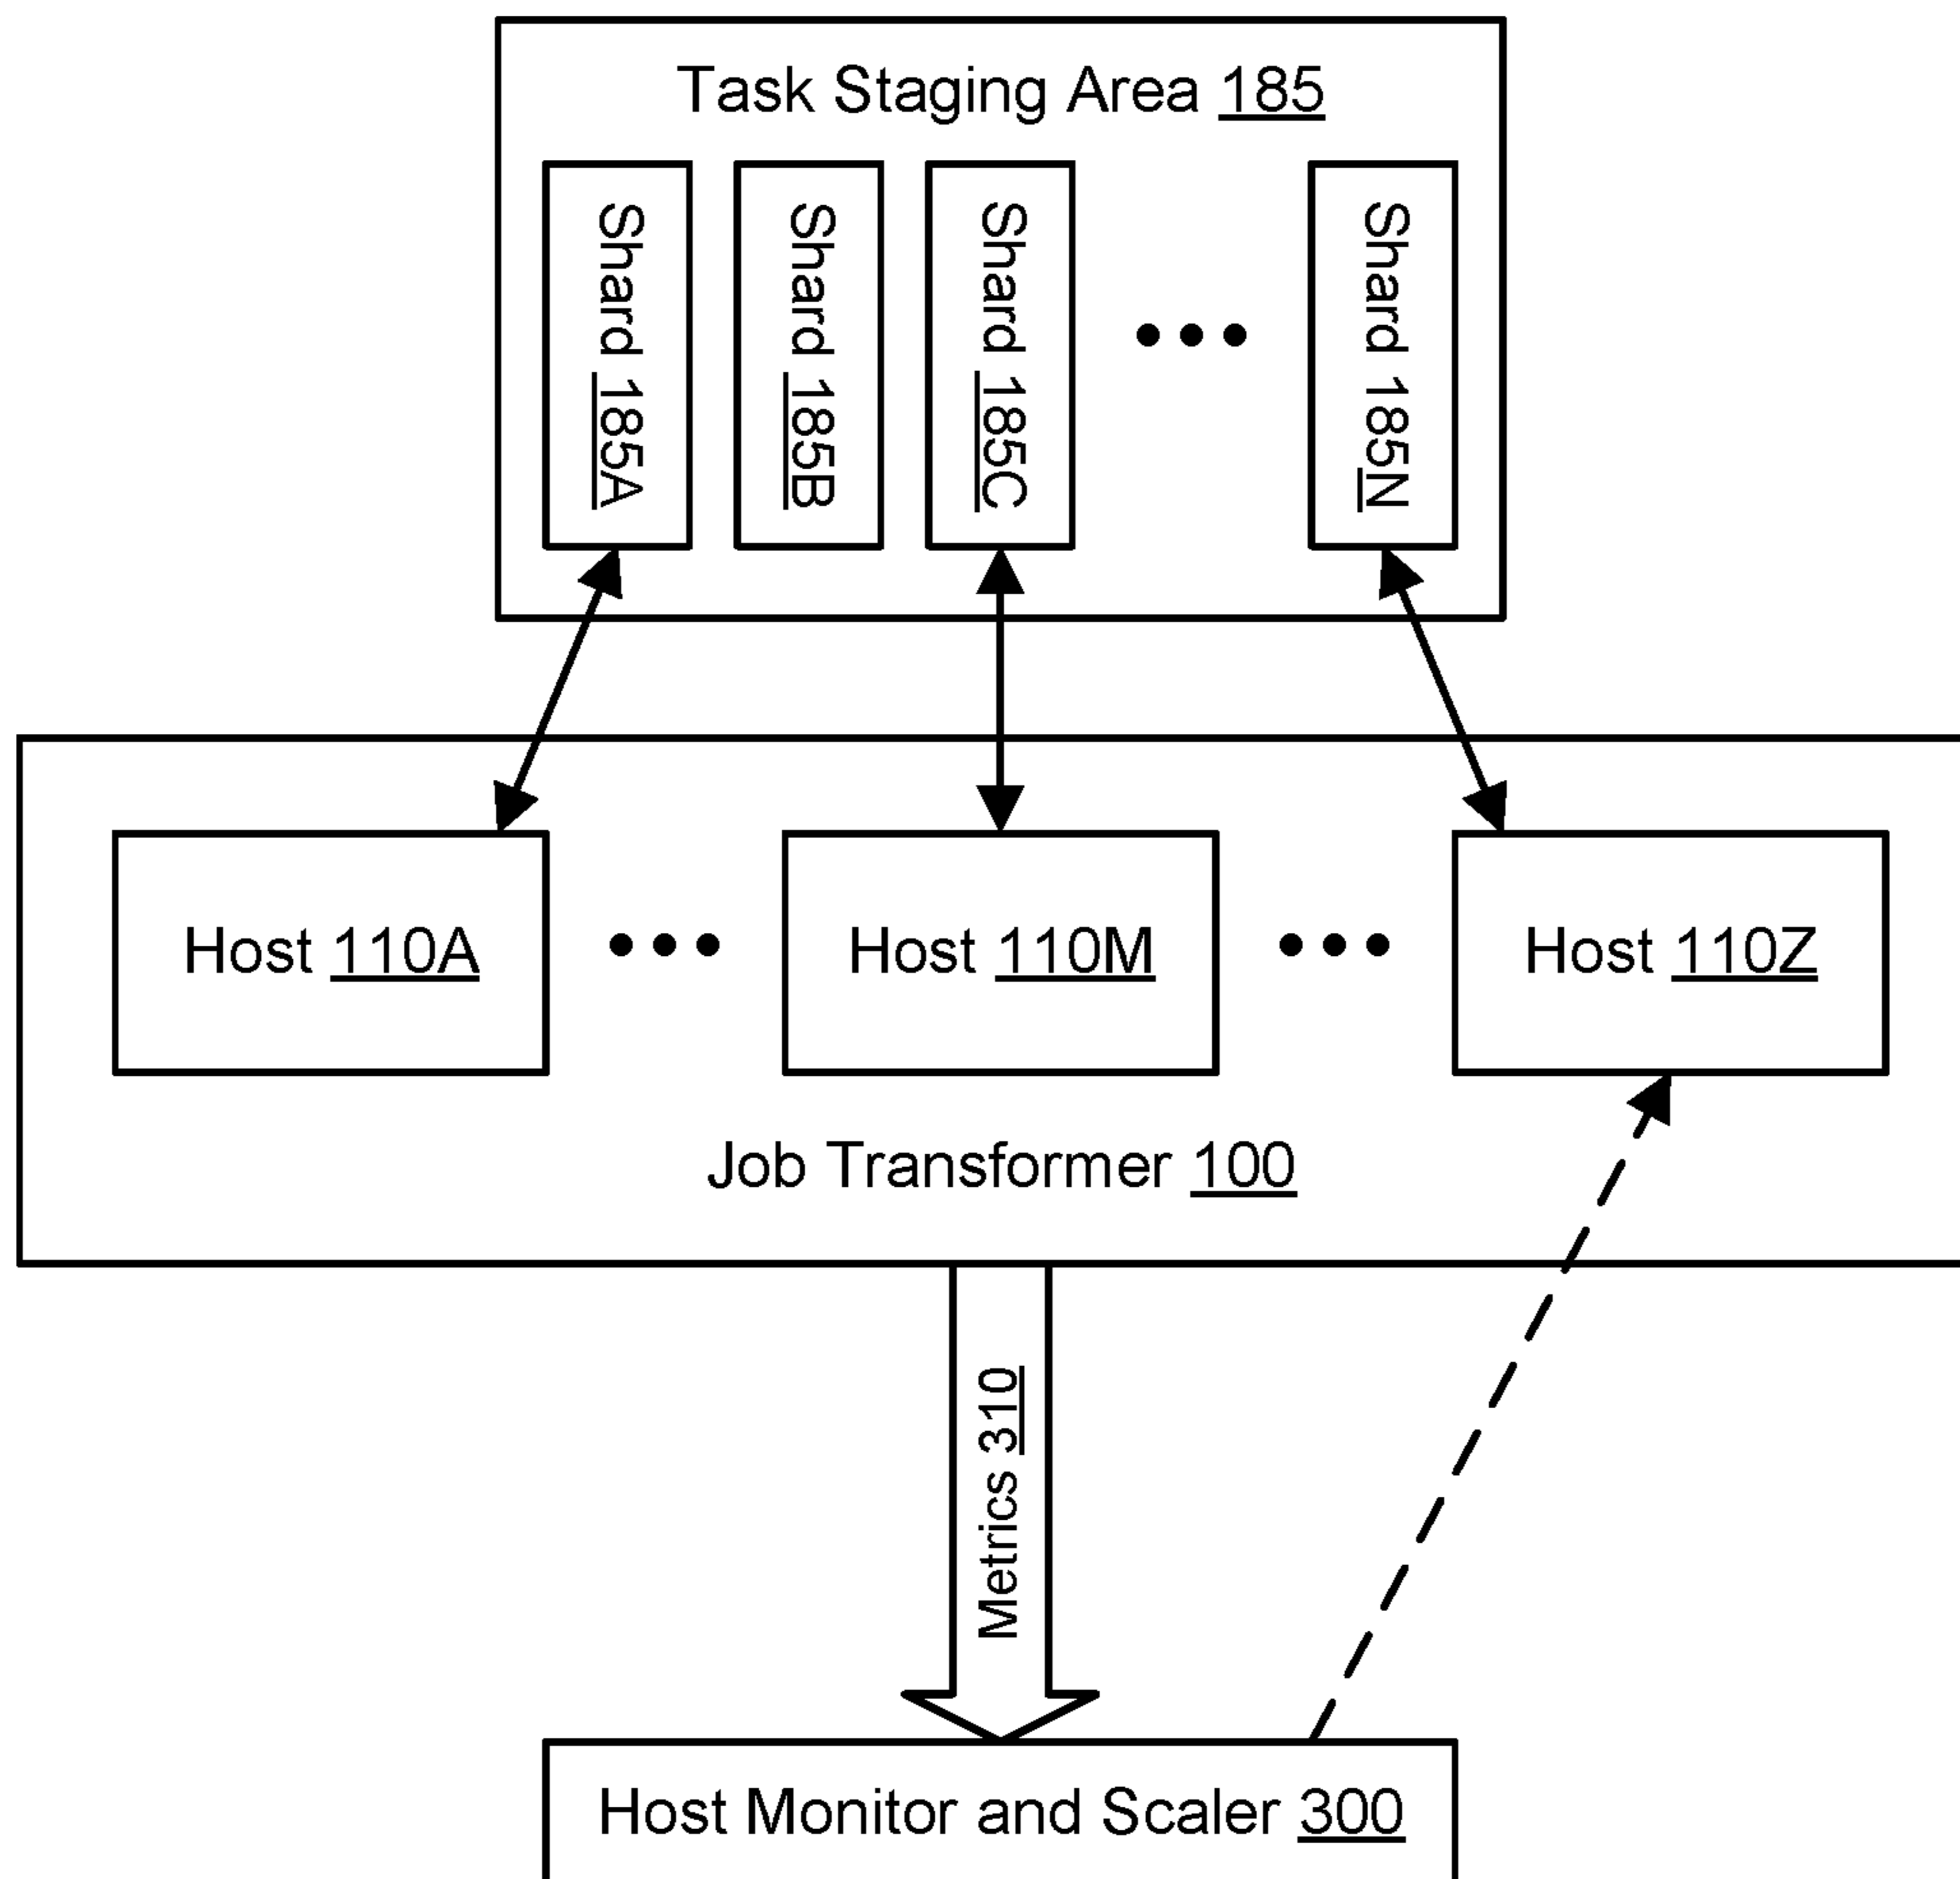 Task Staging Area 185
Shard 185A
Shard 185B
Shard 185C
Shard 185N
Host 110A
Host 110M
Host 110Z
Job Transformer 100
Metrics 310
Host Monitor and Scaler 300